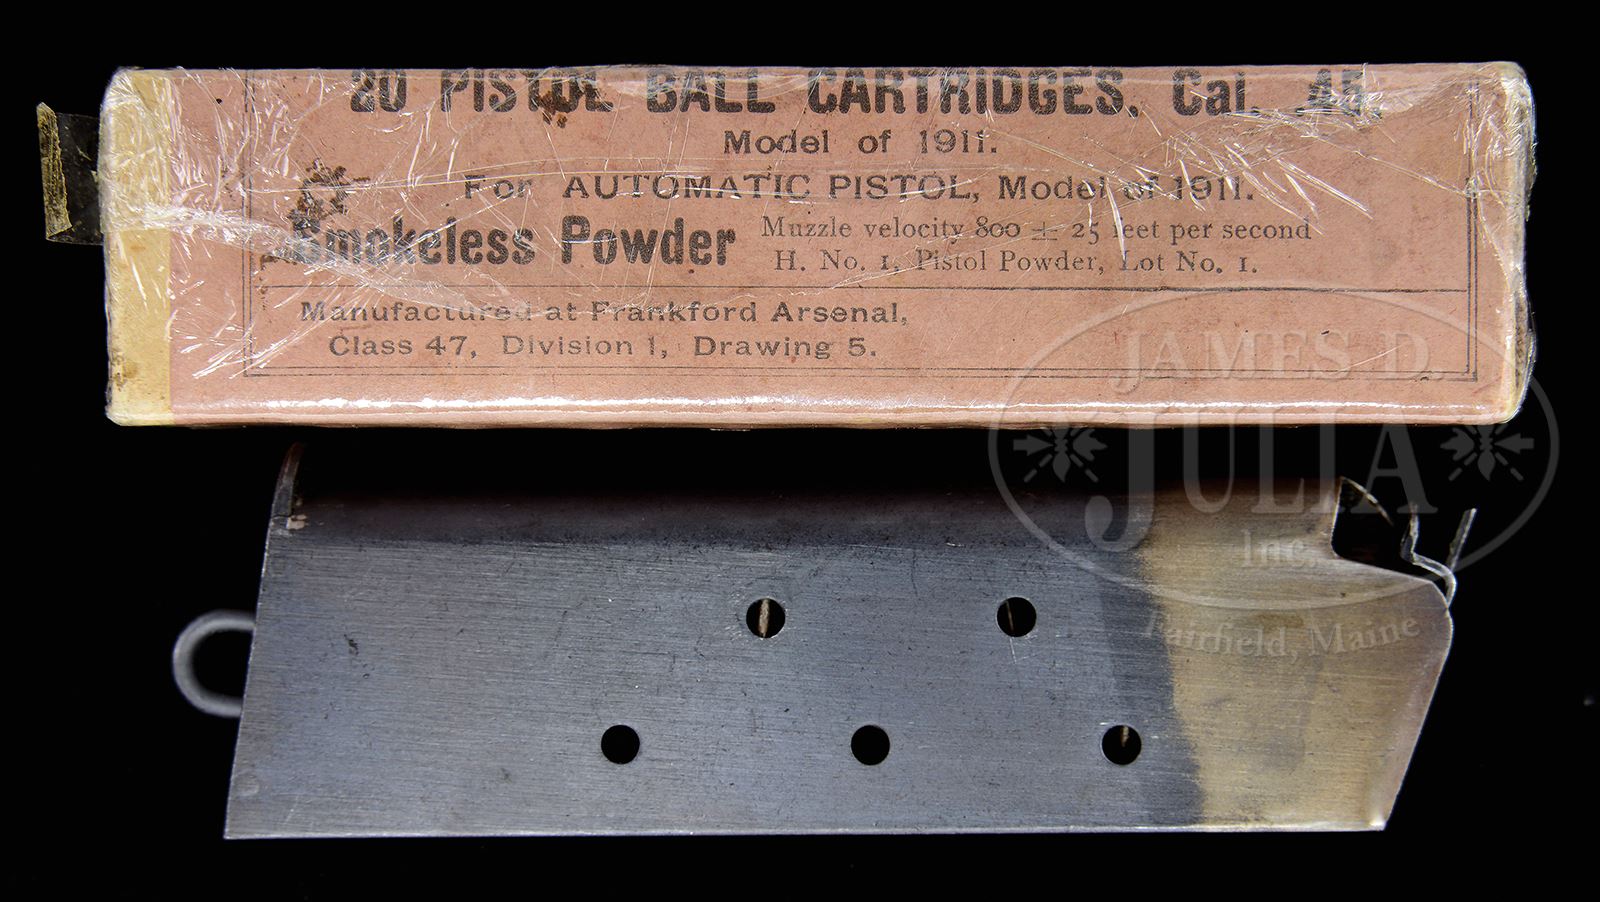 20 PISTOL BALL CARTRIDGES, Cal. .45,
Model of 1911.
For AUTOMATIC PISTOL, Model of 1911.
Smokeless Powder
Muzzle velocity 800 ± 25 feet per second
H. No. 1, Pistol Powder, Lot No. 1.
Manufactured at Frankford Arsenal,
Class 47, Division 1, Drawing 5.
JAMES D.
JULIA
Inc.
Fairfield, Maine